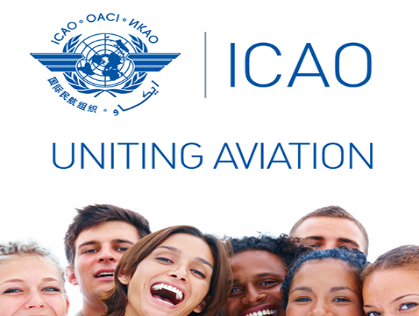 ICAO · OACI · ИКАО
国际民航组织 · ايكاو
ICAO
UNITING AVIATION